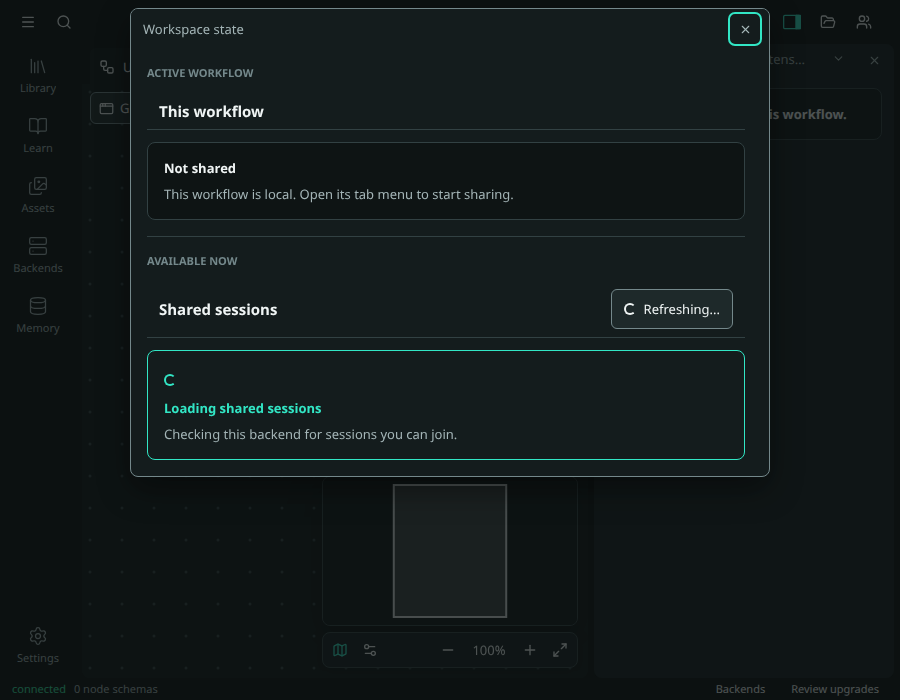 Workspace state
ACTIVE WORKFLOW
This workflow
Not shared
This workflow is local. Open its tab menu to start sharing.
AVAILABLE NOW
Shared sessions
Refreshing...
Loading shared sessions
Checking this backend for sessions you can join.
Library
Learn
Assets
Backends
Memory
Settings
tens...
is workflow.
100%
connected
0 node schemas
Backends
Review upgrades